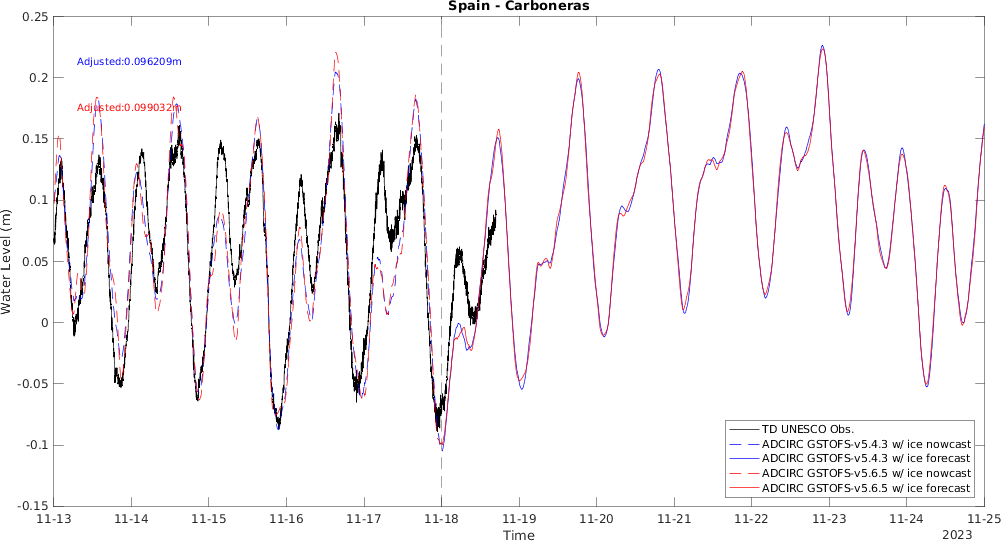 Spain - Carboneras
0.25
0.2
0.15
0.1
0.05
0
-0.05
-0.1
-0.15
Water Level (m)
Adjusted:0.096209m
Adjusted:0.099032m
TD UNESCO Obs.
ADCIRC GSTOFS-v5.4.3 w/ ice nowcast
ADCIRC GSTOFS-v5.4.3 w/ ice forecast
ADCIRC GSTOFS-v5.6.5 w/ ice nowcast
ADCIRC GSTOFS-v5.6.5 w/ ice forecast
11-13 11-14 11-15 11-16 11-17 11-18 11-19 11-20 11-21 11-22 11-23 11-24 11-25
Time
2023